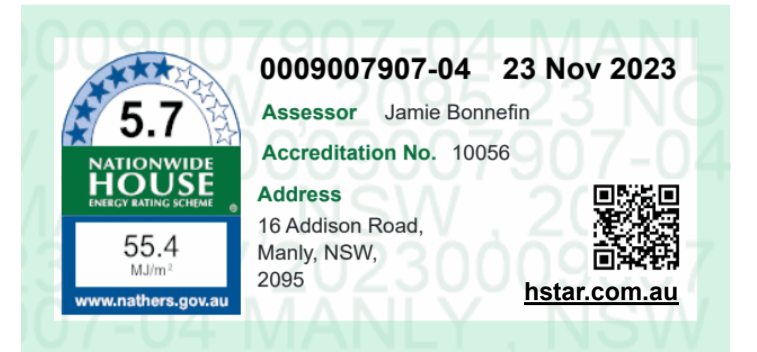 0009007907-04 23 Nov 2023
5.7
NATIONWIDE
HOUSE
ENERGY RATING SCHEME
55.4
MJ/m²
www.nathers.gov.au
Assessor Jamie Bonnefin
Accreditation No. 10056
Address
16 Addison Road,
Manly, NSW,
2095
hstar.com.au